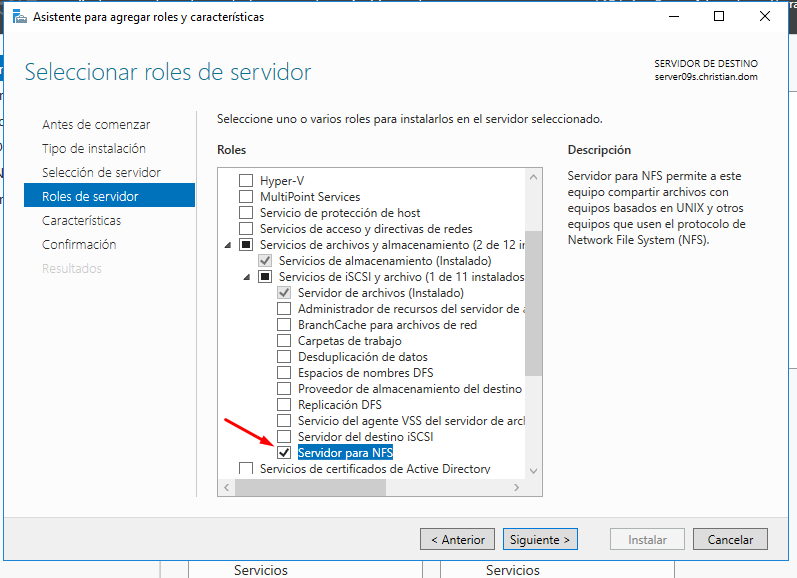 Asistente para agregar roles y características
Seleccionar roles de servidor
SERVIDOR DE DESTINO
server09s.christian.dom
Antes de comenzar
Tipo de instalación
Selección de servidor
Roles de servidor
Características
Confirmación
Resultados
Seleccione uno o varios roles para instalarlos en el servidor seleccionado.
Roles
Hyper-V
MultiPoint Services
Servicio de protección de host
Servicios de acceso y directivas de redes
Servicios de archivos y almacenamiento (2 de 12 in
Servicios de almacenamiento (Instalado)
Servicios de iSCSI y archivo (1 de 11 instalados
Servidor de archivos (Instalado)
Administrador de recursos del servidor de a
BranchCache para archivos de red
Carpetas de trabajo
Desduplicación de datos
Espacios de nombres DFS
Proveedor de almacenamiento del destino
Replicación DFS
Servicio del agente VSS del servidor de arc
Servidor del destino iSCSI
Servidor para NFS
Servicios de certificados de Active Directory
Descripción
Servidor para NFS permite a este
equipo compartir archivos con
equipos basados en UNIX y otros
equipos que usen el protocolo de
Network File System (NFS).
< Anterior
Siguiente >
Instalar
Cancelar
Servicios
Servicios